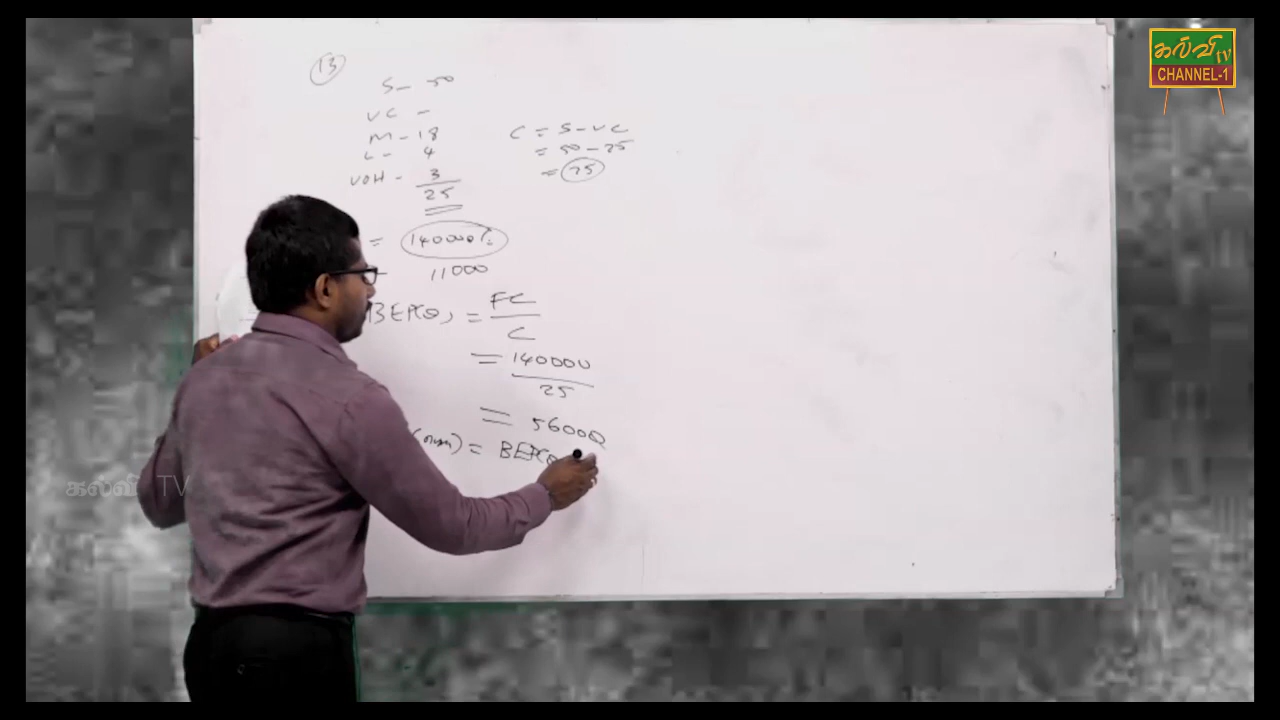 கல்வி TV
CHANNEL-1
13
S - 50
VC -
M - 18
L - 4
VOH - 3
25
C = S - VC
= 50 - 25
= 25
= 140000
11000
BEP(Q) = FC
C
= 140000
25
= 5600
= BEP(
கல்வி TV